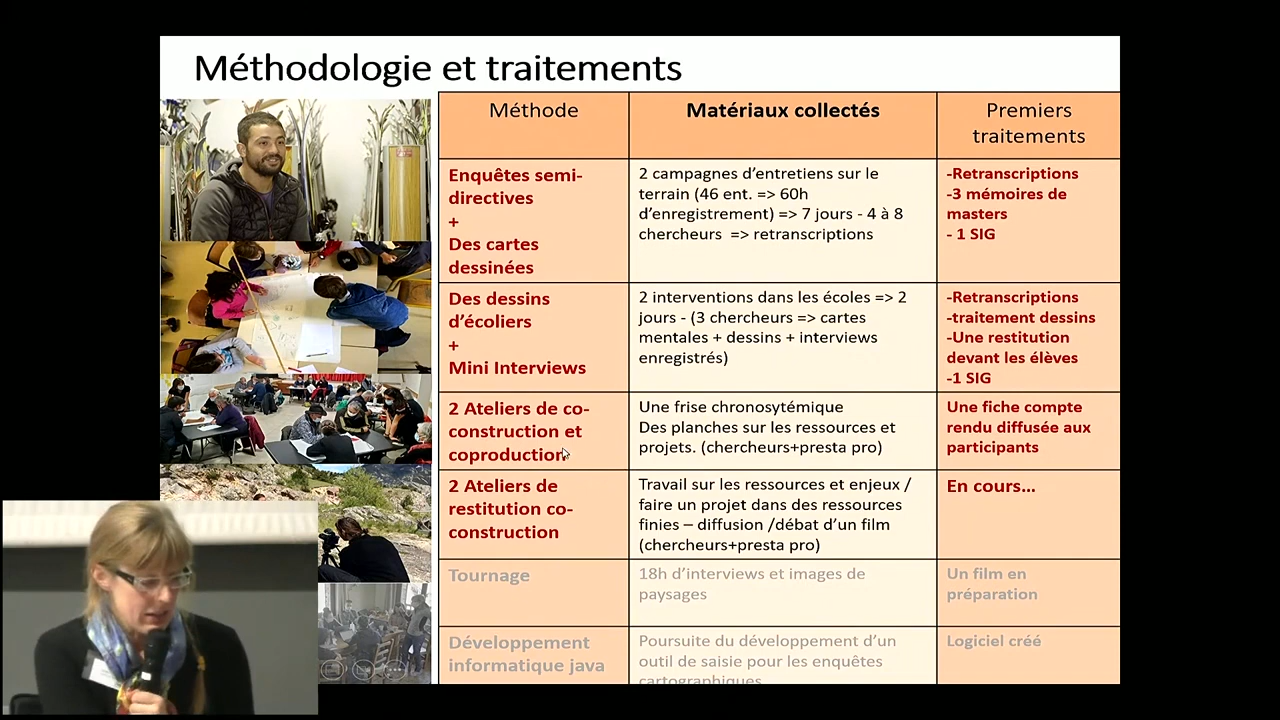 Méthodologie et traitements
Méthode
Matériaux collectés
Premiers
traitements
Enquêtes semi-
directives
+
Des cartes
dessinées
2 campagnes d’entretiens sur le
terrain (46 ent. => 60h
d’enregistrement) => 7 jours - 4 à 8
chercheurs => retranscriptions
-Retranscriptions
-3 mémoires de
masters
- 1 SIG
Des dessins
d’écoliers
+
Mini Interviews
2 interventions dans les écoles => 2
jours - (3 chercheurs => cartes
mentales + dessins + interviews
enregistrés)
-Retranscriptions
-traitement dessins
-Une restitution
devant les élèves
-1 SIG
2 Ateliers de co-
construction et
coproduction
Une frise chronosytémique
Des planches sur les ressources et
projets. (chercheurs+presta pro)
Une fiche compte
rendu diffusée aux
participants
2 Ateliers de
restitution co-
construction
Travail sur les ressources et enjeux /
faire un projet dans des ressources
finies – diffusion /débat d’un film
(chercheurs+presta pro)
En cours...
Tournage
18h d’interviews et images de
paysages
Un film en
préparation
Développement
informatique java
Poursuite du développement d’un
outil de saisie pour les enquêtes
cartographiques
Logiciel créé